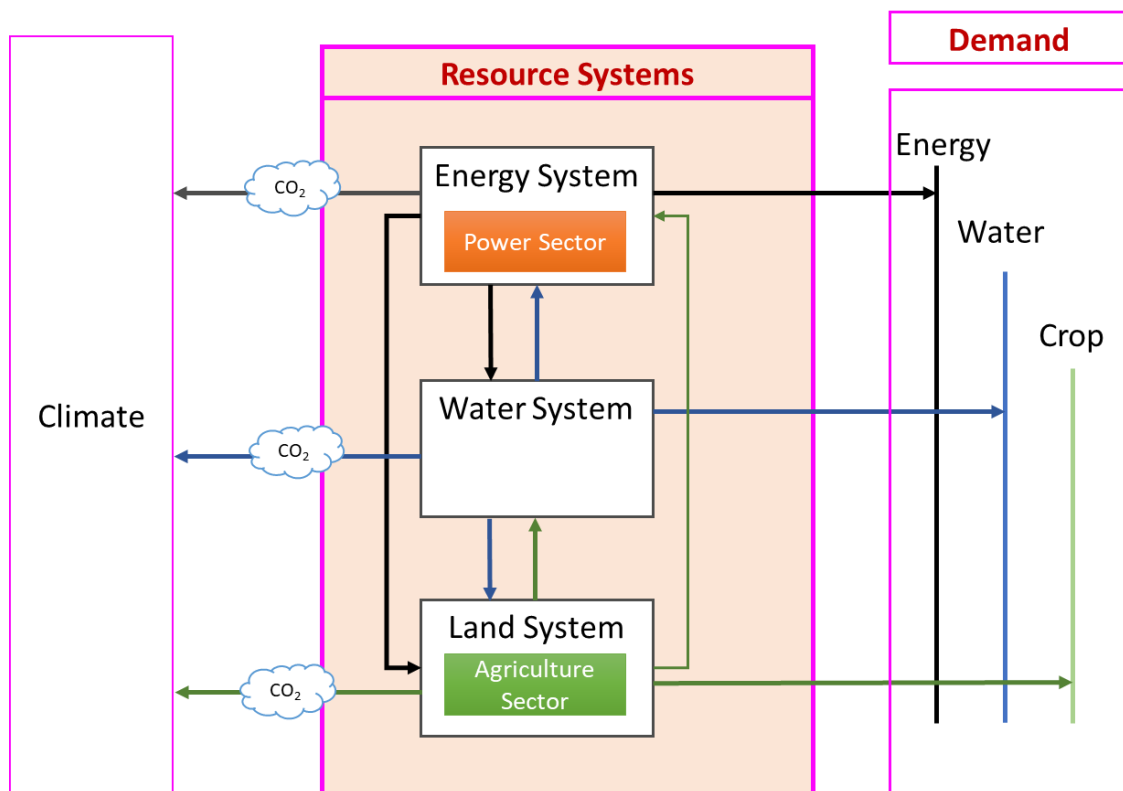 Demand
Resource Systems
Energy
Energy System
CO₂
Power Sector
Water
Crop
Water System
Climate
CO₂
Land System
Agriculture
Sector
CO₂